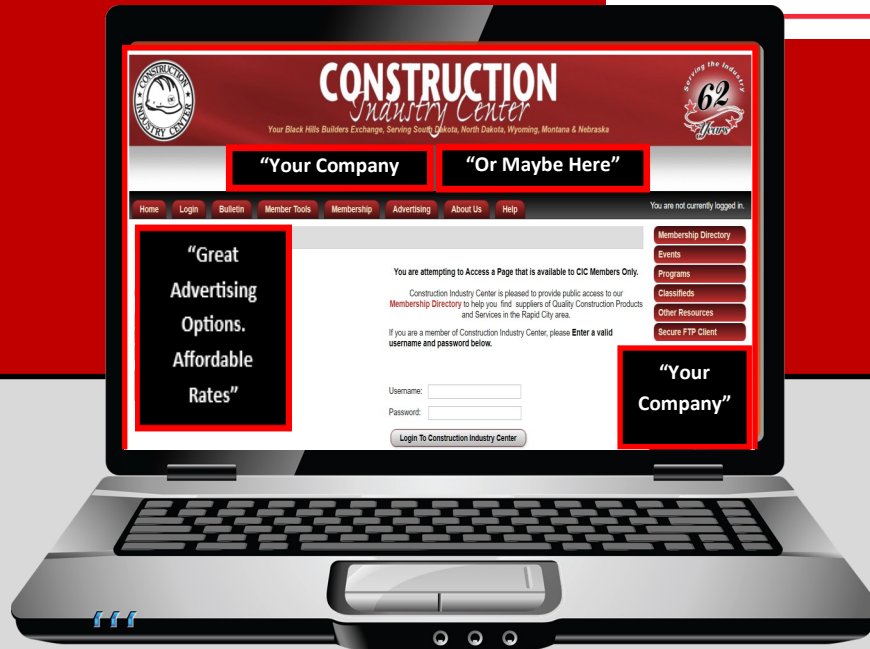 CONSTRUCTION
INDUSTRY CENTER
CONSTRUCTION
Industry Center
Your Black Hills Builders Exchange, Serving South Dakota, North Dakota, Wyoming, Montana & Nebraska
Serving the Industry
62
Years
“Your Company
“Or Maybe Here”
Home Login Bulletin Member Tools Membership Advertising About Us Help
You are not currently logged in.
“Great
Advertising
Options.
Affordable
Rates”
You are attempting to Access a Page that is available to CIC Members Only.
Construction Industry Center is pleased to provide public access to our
Membership Directory to help you find suppliers of Quality Construction Products
and Services in the Rapid City area.
If you are a member of Construction Industry Center, please Enter a valid
username and password below.
Username:
Password:
Login To Construction Industry Center
Membership Directory
Events
Programs
Classifieds
Other Resources
Secure FTP Client
“Your
Company”